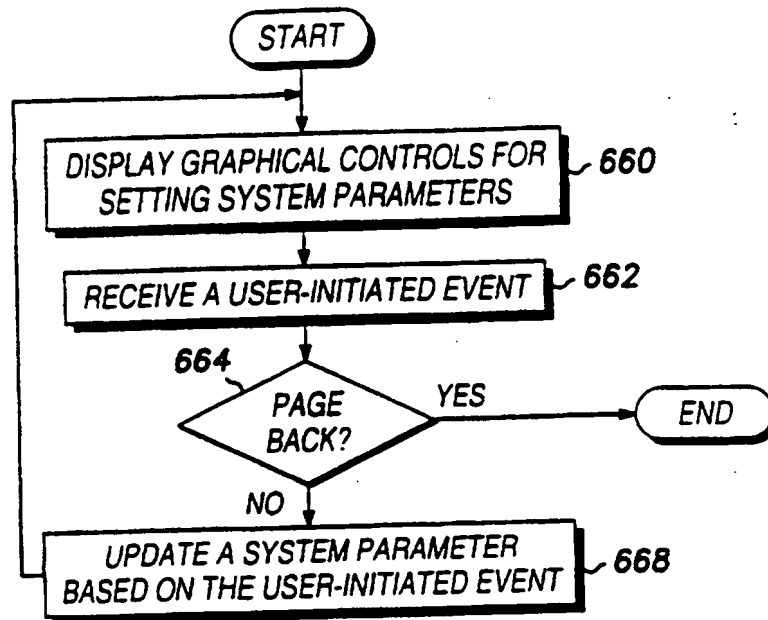 START
DISPLAY GRAPHICAL CONTROLS FOR
SETTING SYSTEM PARAMETERS
660
RECEIVE A USER-INITIATED EVENT
662
664
PAGE
BACK?
YES
END
NO
UPDATE A SYSTEM PARAMETER
BASED ON THE USER-INITIATED EVENT
668